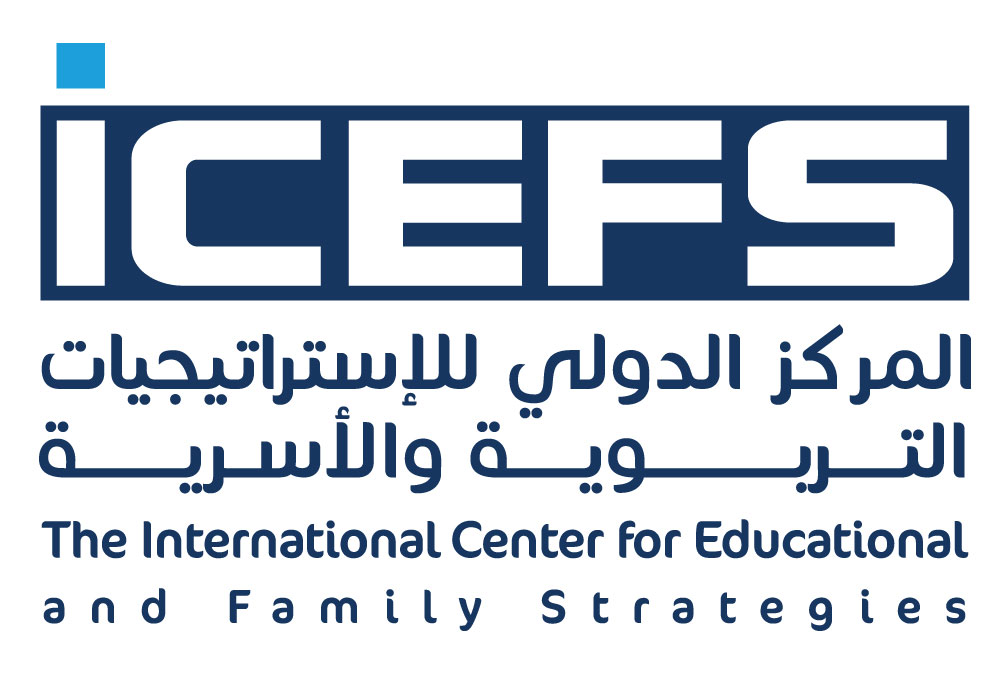 iCEFS
المركز الدولي للإستراتيجيات
التربوية والأسرية
The International Center for Educational
and Family Strategies